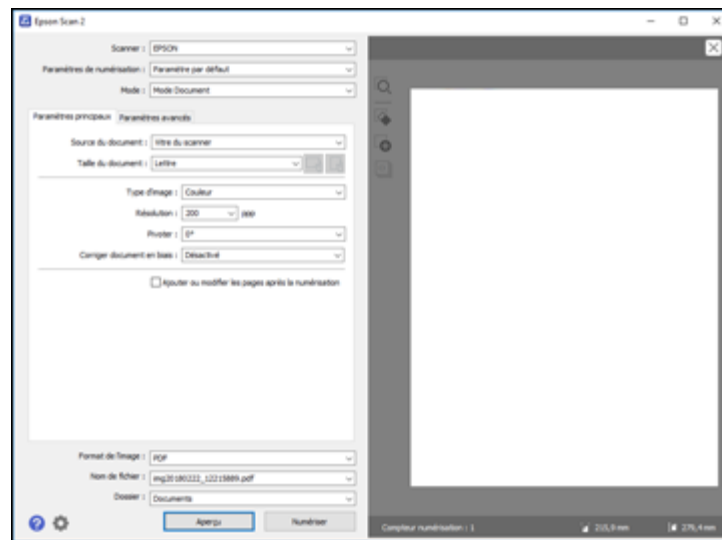 Epson Scan 2
Scanner : EPSON
Paramètres de numérisation : Paramètre par défaut
Mode : Mode Document
Paramètres principaux Paramètres avancés
Source du document : Vitre du scanner
Taille du document : Lettre
Type d'image : Couleur
Résolution : 200 ppp
Pivoter : 0°
Corriger document en biais : Désactivé
Ajouter ou modifier les pages après la numérisation
Format de l'image : PDF
Nom de fichier : img20180222_12215889.pdf
Dossier : Documents
Aperçu Numériser
Compteur numérisation : 1 215,9 mm 279,4 mm